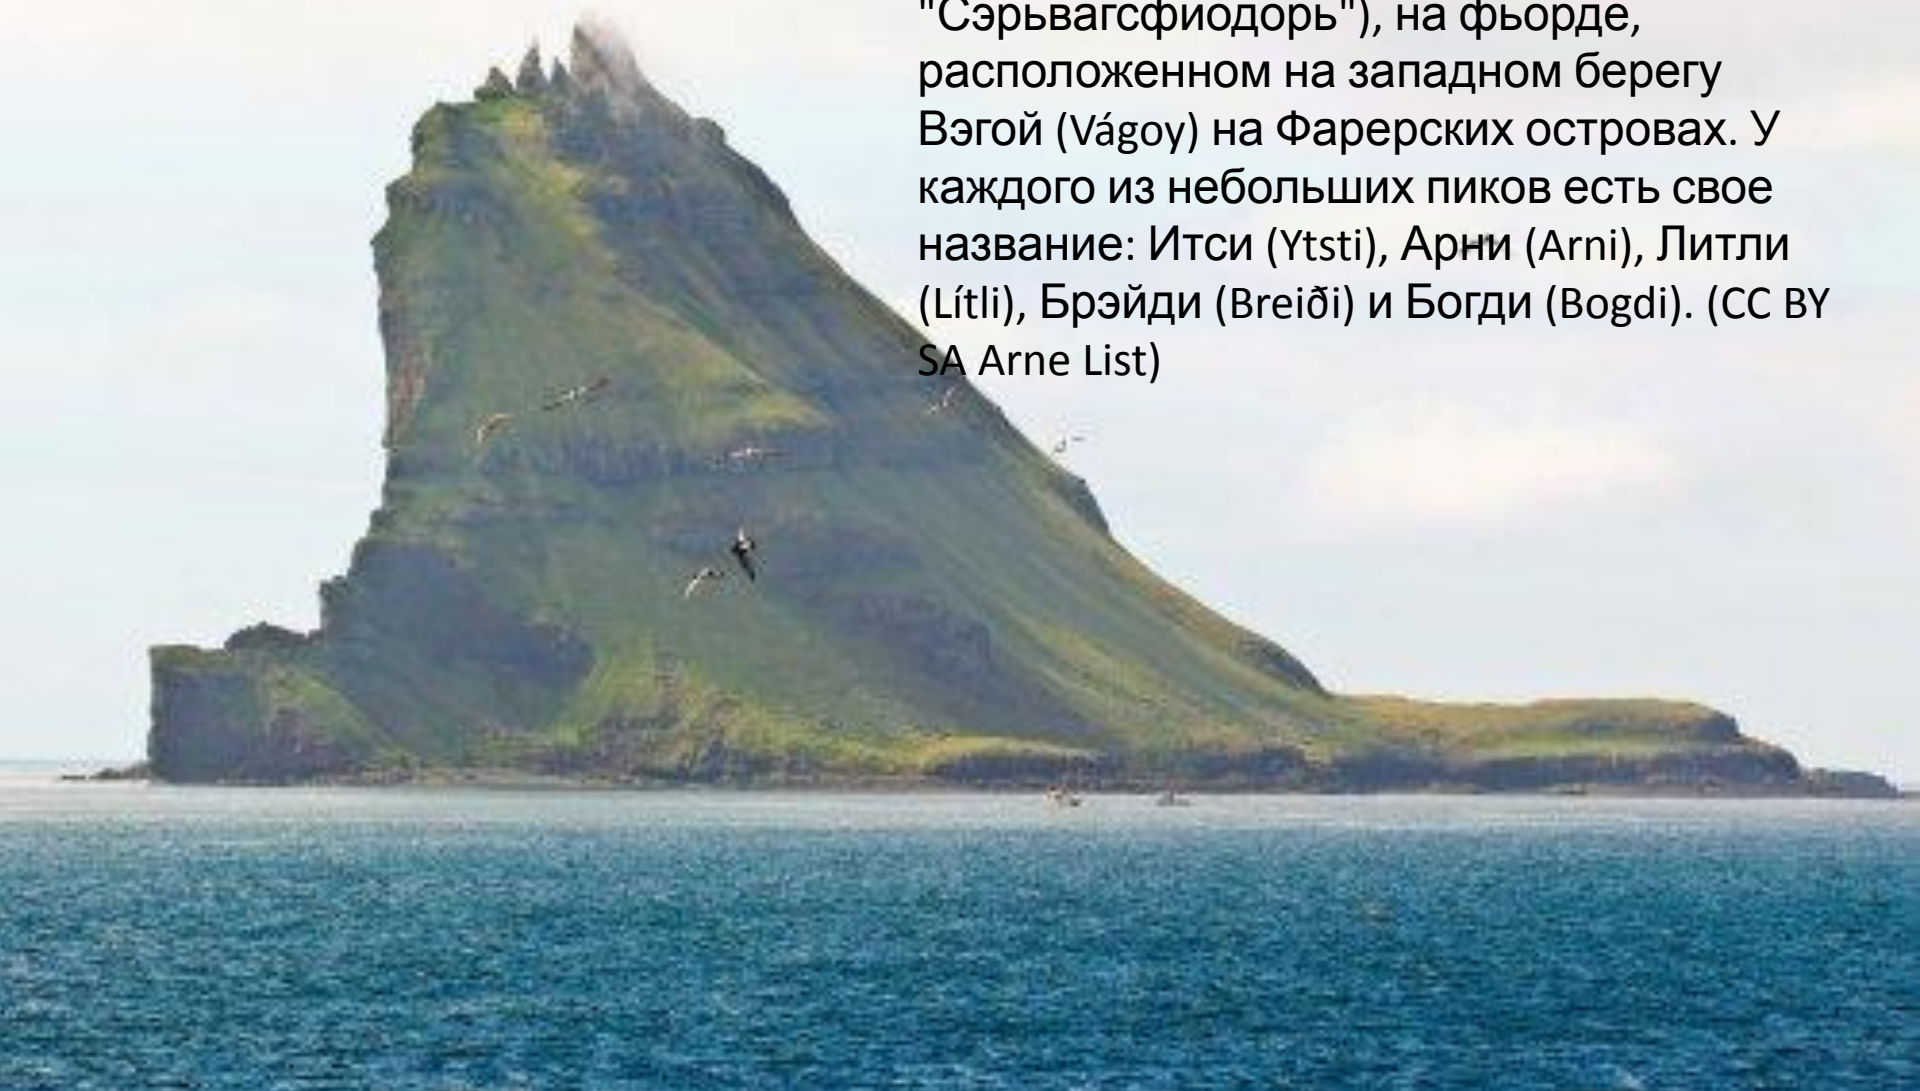 "Сэрьвагсфиодорь"), на фьорде,
расположенном на западном берегу
Вэгой (Vágoy) на Фарерских островах. У
каждого из небольших пиков есть свое
название: Итси (Ytsti), Арни (Arni), Литли
(Lítli), Брэйди (Breiði) и Богди (Bogdi). (CC BY
SA Arne List)